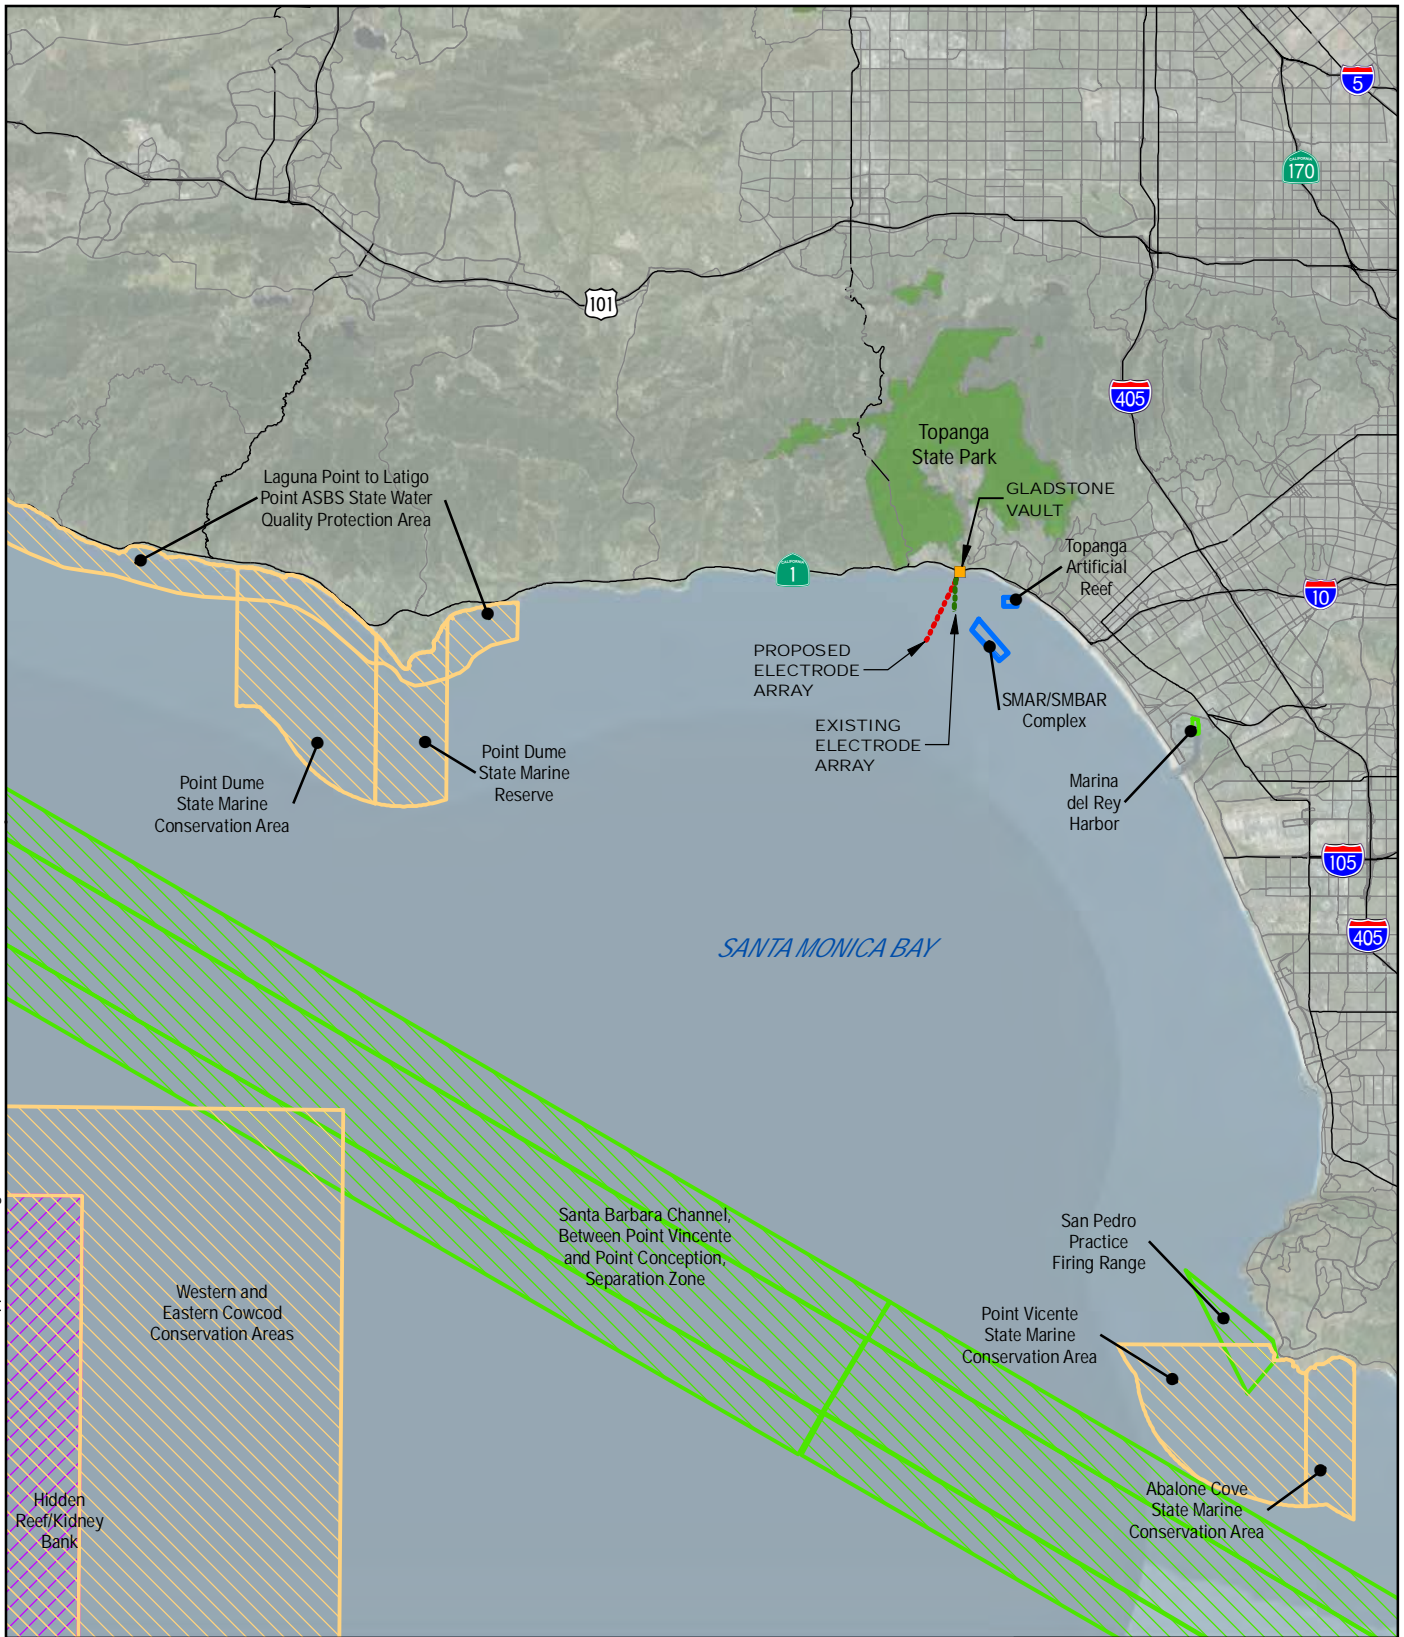 5
CALIFORNIA
170
101
405
Topanga
State Park
Laguna Point to Latigo
Point ASBS State Water
Quality Protection Area
GLADSTONE
VAULT
Topanga
Artificial
Reef
CALIFORNIA
1
10
PROPOSED
ELECTRODE
ARRAY
SMAR/SMBAR
Complex
EXISTING
ELECTRODE
ARRAY
Point Dume
State Marine
Reserve
Point Dume
State Marine
Conservation Area
Marina
del Rey
Harbor
105
405
SANTA MONICA BAY
Santa Barbara Channel,
Between Point Vincente
and Point Conception,
Separation Zone
San Pedro
Practice
Firing Range
Western and
Eastern Cowcod
Conservation Areas
Point Vicente
State Marine
Conservation Area
Hidden
Reef/Kidney
Bank
Abalone Cove
State Marine
Conservation Area